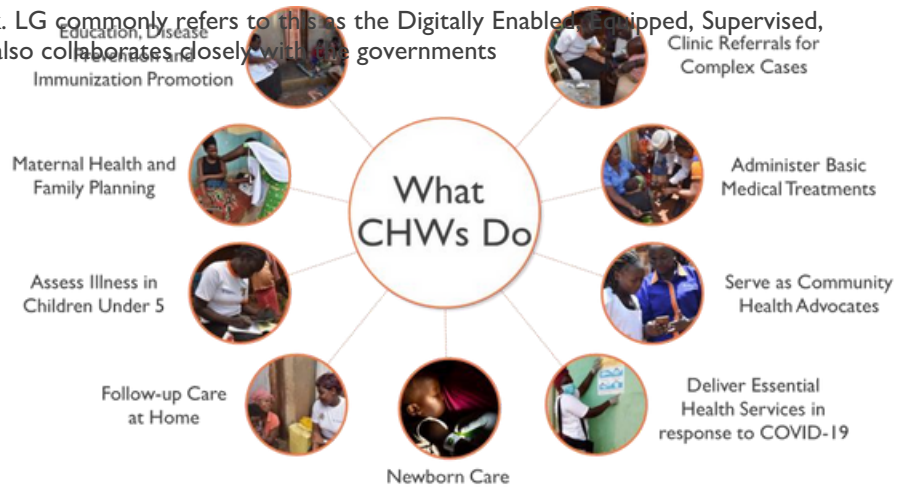 . LG commonly refers to this as the Digitally Enabled, Equipped, Supervised,
also collaborates closely with the governments
Education, Disease
Prevention and
Immunization Promotion
Clinic Referrals for
Complex Cases
Maternal Health and
Family Planning
What
CHWs Do
Administer Basic
Medical Treatments
Assess Illness in
Children Under 5
Serve as Community
Health Advocates
Follow-up Care
at Home
Deliver Essential
Health Services in
response to COVID-19
Newborn Care